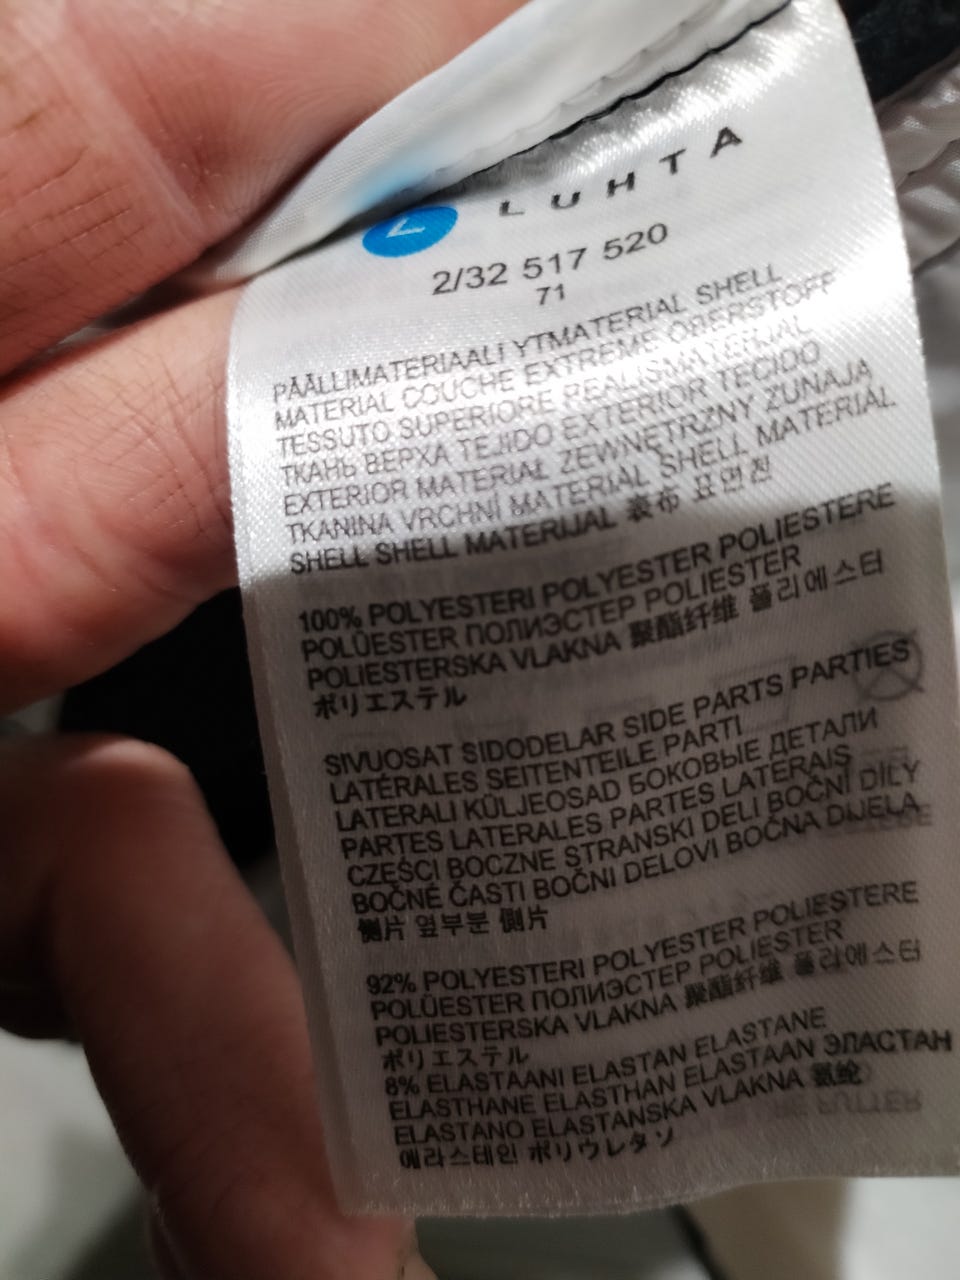 L LUHTA
2/32 517 520
71
PÄÄLLIMATERIAALI YTMATERIAL SHELL
MATERIAL COUCHE EXTREME OBERSTOFF
TESSUTO SUPERIORE PEALISMATERJAL
ТКАНЬ ВЕРХА TEJIDO EXTERIOR TECIDO
EXTERIOR MATERIAŁ ZEWNĘTRZNY ZUNAJA
TKANINA VRCHNÍ MATERIÁL SHELL MATERIÁL
SHELL SHELL MATERIJAL 表布 표면천
100% POLYESTERI POLYESTER POLIESTERE
POLÜESTER ПОЛИЭСТЕР POLIESTER
POLIESTERSKA VLAKNA 聚酯纤维 폴리에스터
ポリエステル
SIVUOSAT SIDODELAR SIDE PARTS PARTIES
LATÉRALES SEITENTEILE PARTI
LATERALI KÜLJEOSAD БОКОВЫЕ ДЕТАЛИ
PARTES LATERALES PARTES LATERAIS
CZEŚCI BOCZNE STRANSKI DELI BOČNÍ DÍLY
BOČNÉ ČASTI BOČNI DELOVI BOČNA DIJELA
側片 옆부분 側片
92% POLYESTERI POLYESTER POLIESTERE
POLÜESTER ПОЛИЭСТЕР POLIESTER
POLIESTERSKA VLAKNA 聚酯纤维 폴리에스터
ポリエステル
8% ELASTAANI ELASTAN ELASTANE
ELASTHANE ELASTHAN ELASTAAN ЭЛАСТАН
ELASTANO ELASTANSKA VLAKNA 氨纶
에라스테인 ポリウレタン